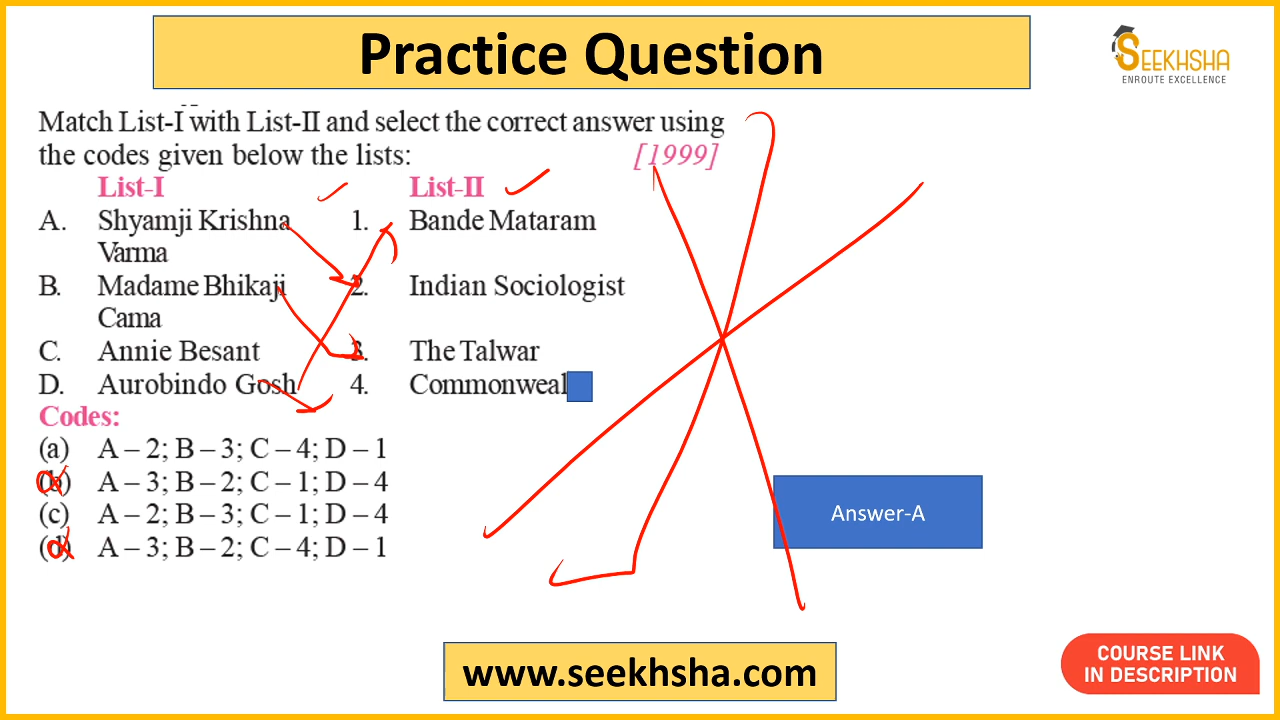 Practice Question
SEEKHSHA
ENROUTE EXCELLENCE
Match List-I with List-II and select the correct answer using
the codes given below the lists: [1999]
List-I List-II
A. Shyamji Krishna 1. Bande Mataram
Varma
B. Madame Bhikaji 2. Indian Sociologist
Cama
C. Annie Besant 3. The Talwar
D. Aurobindo Gosh 4. Commonweal
Codes:
(a) A – 2; B – 3; C – 4; D – 1
(b) A – 3; B – 2; C – 1; D – 4
(c) A – 2; B – 3; C – 1; D – 4
(d) A – 3; B – 2; C – 4; D – 1
Answer-A
www.seekhsha.com
COURSE LINK
IN DESCRIPTION